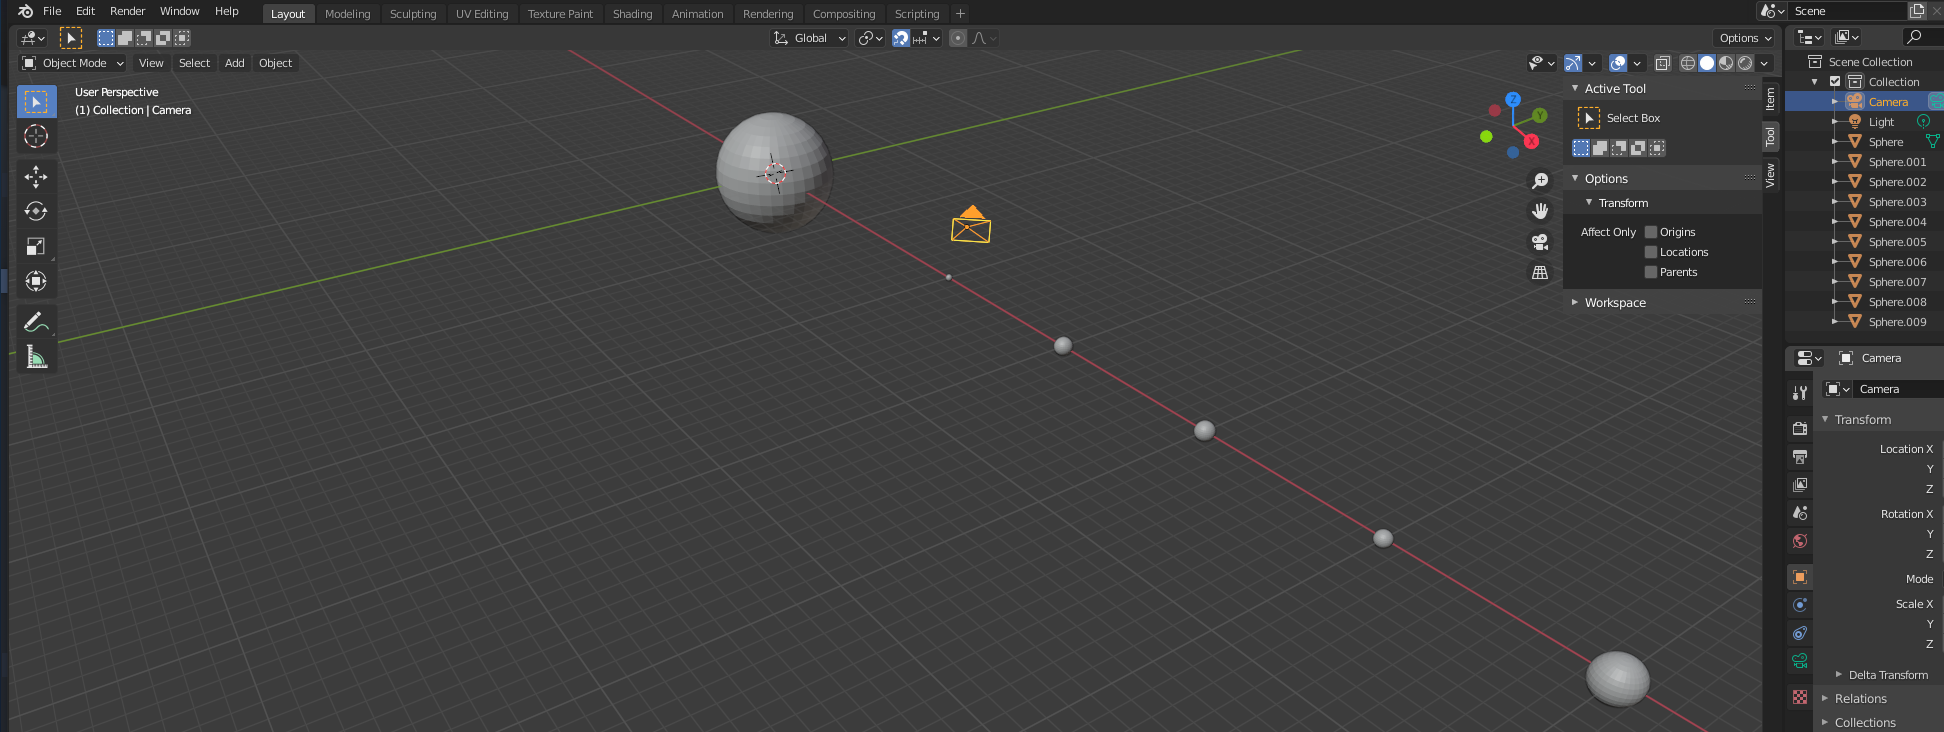 File Edit Render Window Help Layout Modeling Sculpting UV Editing Texture Paint Shading Animation Rendering Compositing Scripting + Scene
Global Options
Object Mode View Select Add Object
User Perspective
(1) Collection | Camera
Z
Y
X
Active Tool
Select Box
Options
Transform
Affect Only Origins
Locations
Parents
Workspace
Item
Tool
View
Scene Collection
Collection
Camera
Light
Sphere
Sphere.001
Sphere.002
Sphere.003
Sphere.004
Sphere.005
Sphere.006
Sphere.007
Sphere.008
Sphere.009
Camera
Camera
Transform
Location X
Y
Z
Rotation X
Y
Z
Mode
Scale X
Y
Z
Delta Transform
Relations
Collections